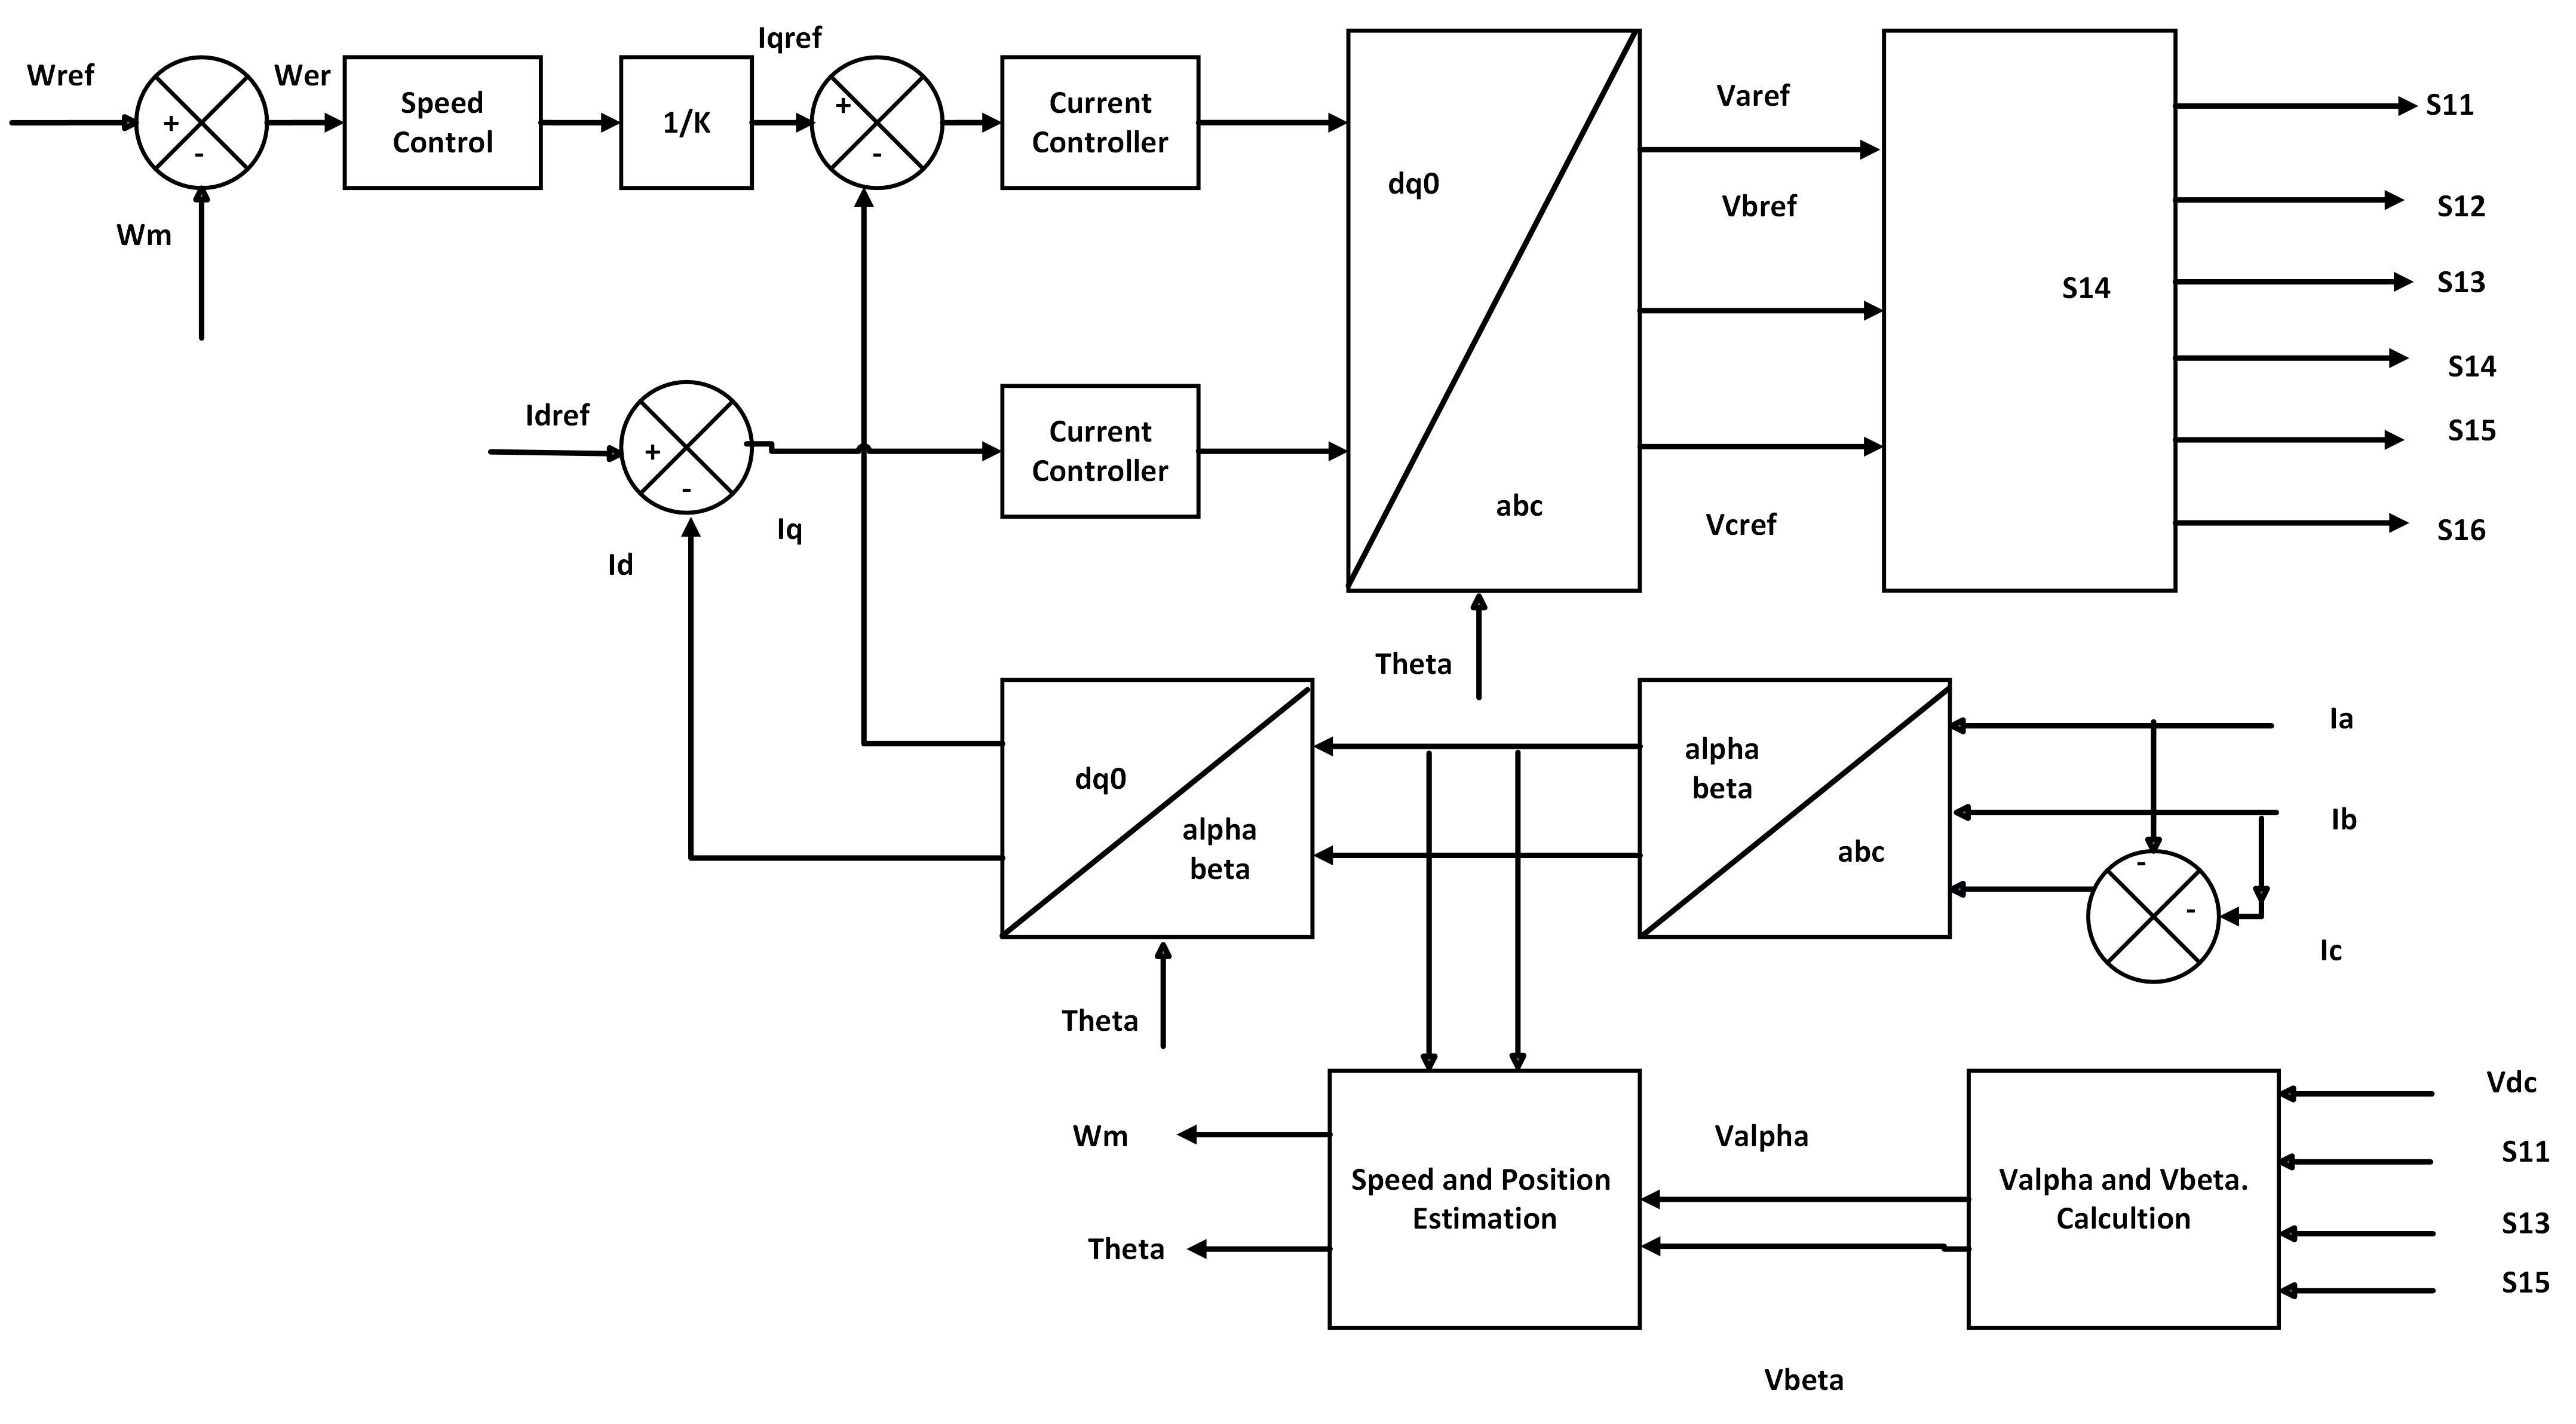 Wref
+
-
Wm
Wer
Speed
Control
1/K
Iqref
+
-
Current
Controller
dq0
abc
Varef
Vbref
Vcref
S14
S11
S12
S13
S14
S15
S16
Idref
+
-
Id
Iq
Current
Controller
Theta
dq0
alpha
beta
Theta
alpha
beta
abc
Ia
Ib
-
-
Ic
Wm
Theta
Speed and Position
Estimation
Valpha
Vbeta
Valpha and Vbeta.
Calcultion
Vdc
S11
S13
S15